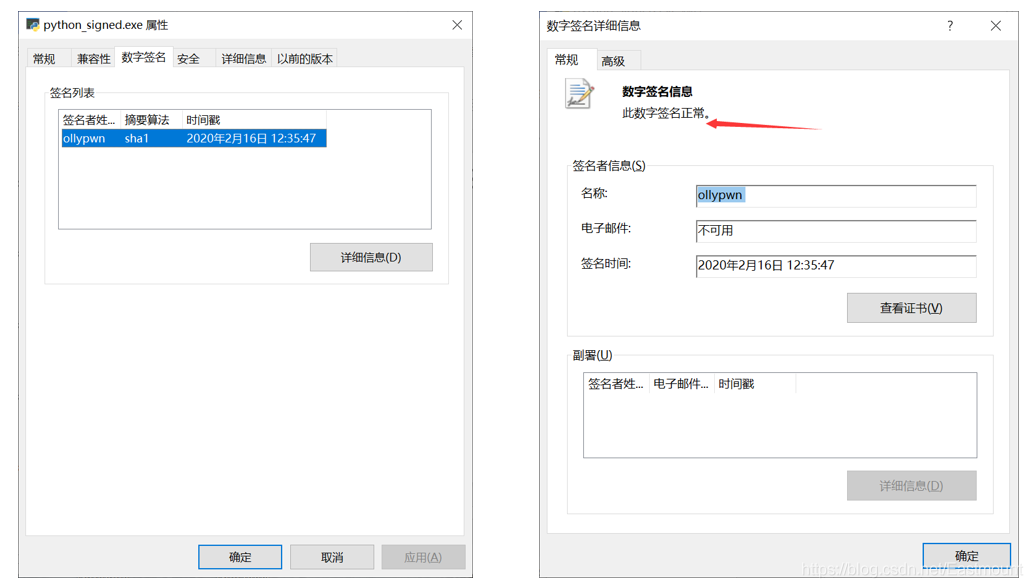 python_signed.exe 属性
常规 兼容性 数字签名 安全 详细信息 以前的版本
签名列表
签名者姓... 摘要算法 时间戳
ollypwn sha1 2020年2月16日 12:35:47
详细信息(D)
确定 取消 应用(A)
数字签名详细信息
常规 高级
数字签名信息
此数字签名正常。
签名者信息(S)
名称: ollypwn
电子邮件: 不可用
签名时间: 2020年2月16日 12:35:47
查看证书(V)
副署(U)
签名者姓... 电子邮件... 时间戳
详细信息(D)
确定
https://blog.csdn.net/Eastmount